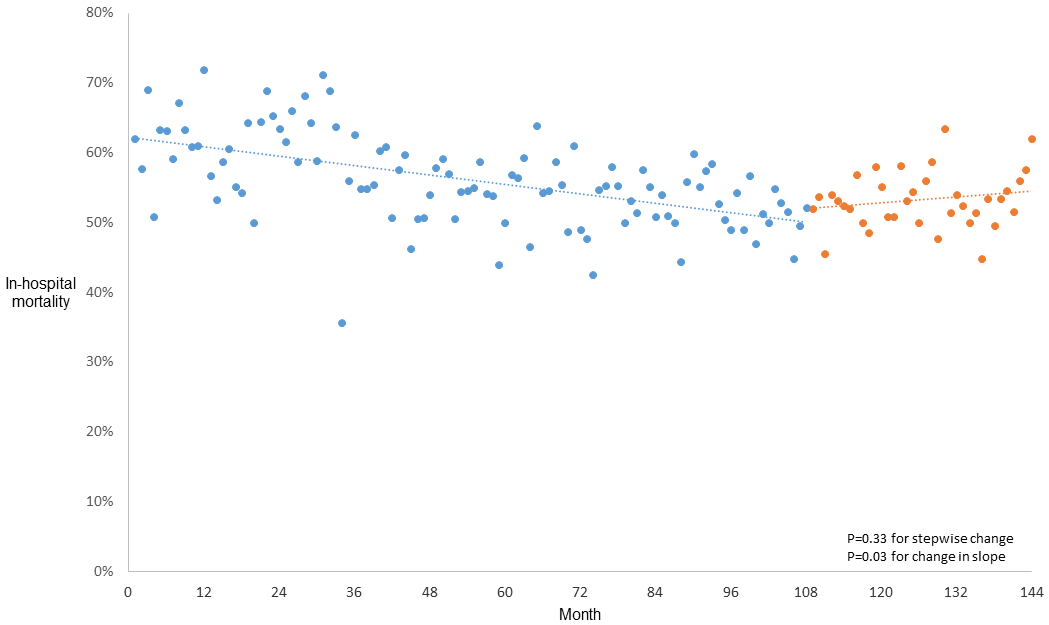 80%
70%
60%
50%
40%
30%
20%
10%
0%
In-hospital
mortality
P=0.33 for stepwise change
P=0.03 for change in slope
0 12 24 36 48 60 72 84 96 108 120 132 144
Month